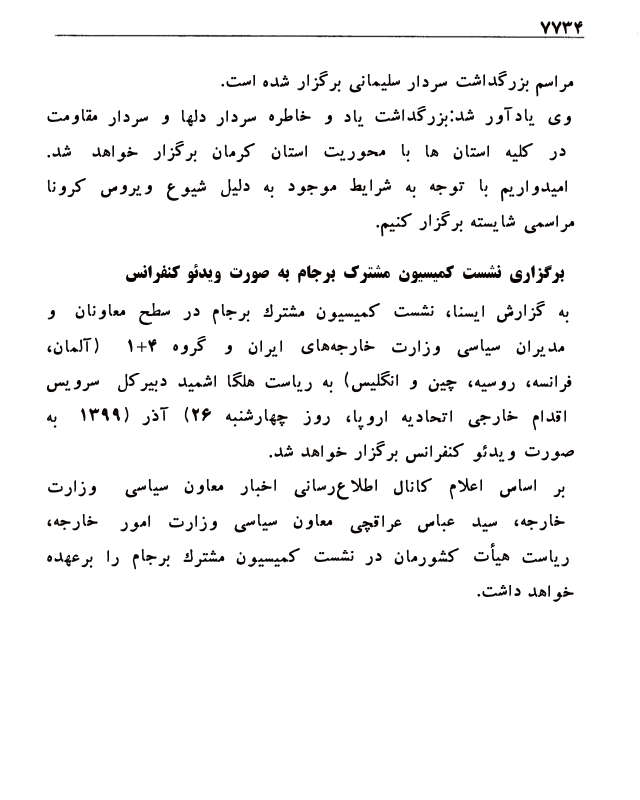 ۷۷۳۴
مراسم بزرگداشت سردار سلیمانی برگزار شده است.
وی یادآور شد:بزرگداشت یاد و خاطره سردار دلها و سردار مقاومت
در کلیه استان ها با محوریت استان کرمان برگزار خواهد شد.
امیدواریم با توجه به شرایط موجود به دلیل شیوع ویروس کرونا
مراسمی شایسته برگزار کنیم.
برگزاری نشست کمیسیون مشترک برجام به صورت ویدئو کنفرانس
به گزارش ایسنا، نشست کمیسیون مشترک برجام در سطح معاونان و
مدیران سیاسی وزارت خارجه‌های ایران و گروه ۴+۱ (آلمان،
فرانسه، روسیه، چین و انگلیس) به ریاست هلگا اشمید دبیرکل سرویس
اقدام خارجی اتحادیه اروپا، روز چهارشنبه ۲۶) آذر (۱۳۹۹ به
صورت ویدئو کنفرانس برگزار خواهد شد.
بر اساس اعلام کانال اطلاع‌رسانی اخبار معاون سیاسی وزارت
خارجه، سید عباس عراقچی معاون سیاسی وزارت امور خارجه،
ریاست هیأت کشورمان در نشست کمیسیون مشترک برجام را برعهده
خواهد داشت.